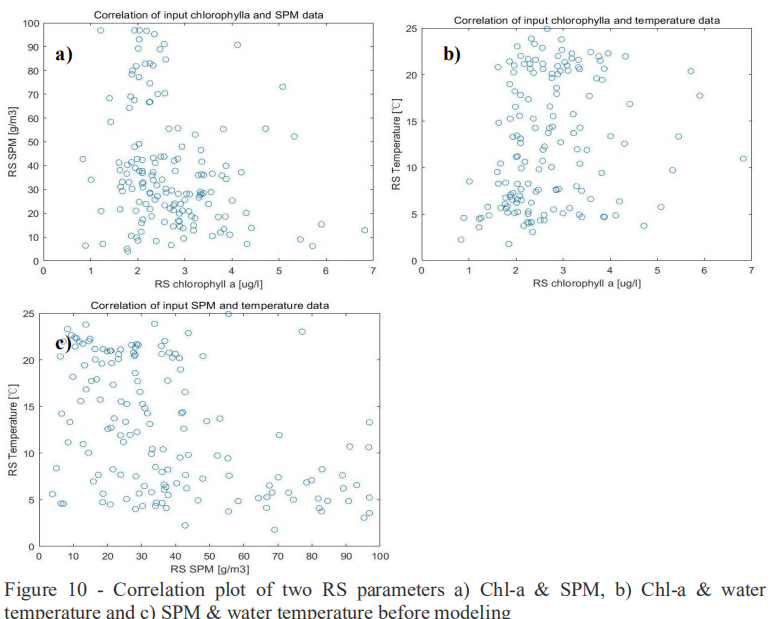 Correlation of input chlorophylla and SPM data
a)
100
90
80
70
60
50
40
30
20
10
0
RS SPM [g/m3]
0 1 2 3 4 5 6 7
RS chlorophyll a [ug/l]
Correlation of input chlorophylla and temperature data
b)
25
20
15
10
5
0
RS Temperature [℃]
0 1 2 3 4 5 6 7
RS chlorophyll a [ug/l]
Correlation of input SPM and temperature data
c)
25
20
15
10
5
0
RS Temperature [℃]
0 10 20 30 40 50 60 70 80 90 100
RS SPM [g/m3]
Figure 10 - Correlation plot of two RS parameters a) Chl-a & SPM, b) Chl-a & water
temperature and c) SPM & water temperature before modeling